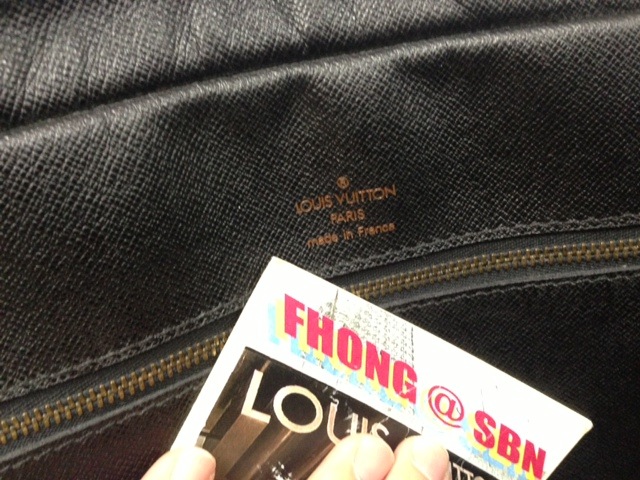 ®
LOUIS VUITTON
PARIS
made in France
FHONG @ SBN
LOUIS